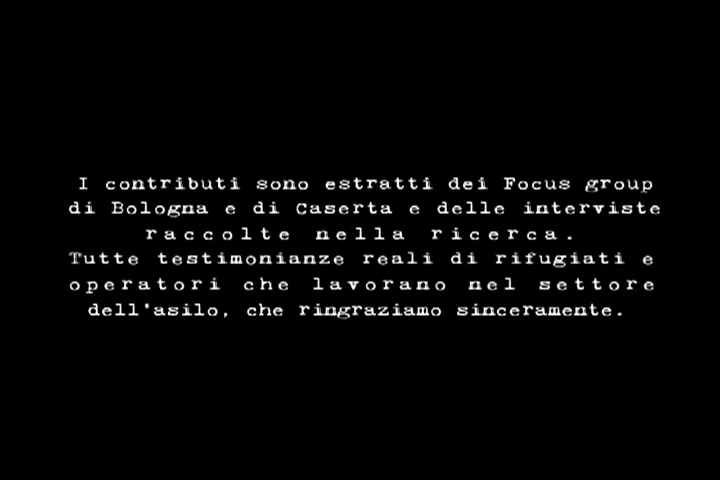 I contributi sono estratti dei Focus group
di Bologna e di Caserta e delle interviste
raccolte nella ricerca.
Tutte testimonianze reali di rifugiati e
operatori che lavorano nel settore
dell'asilo, che ringraziamo sinceramente.